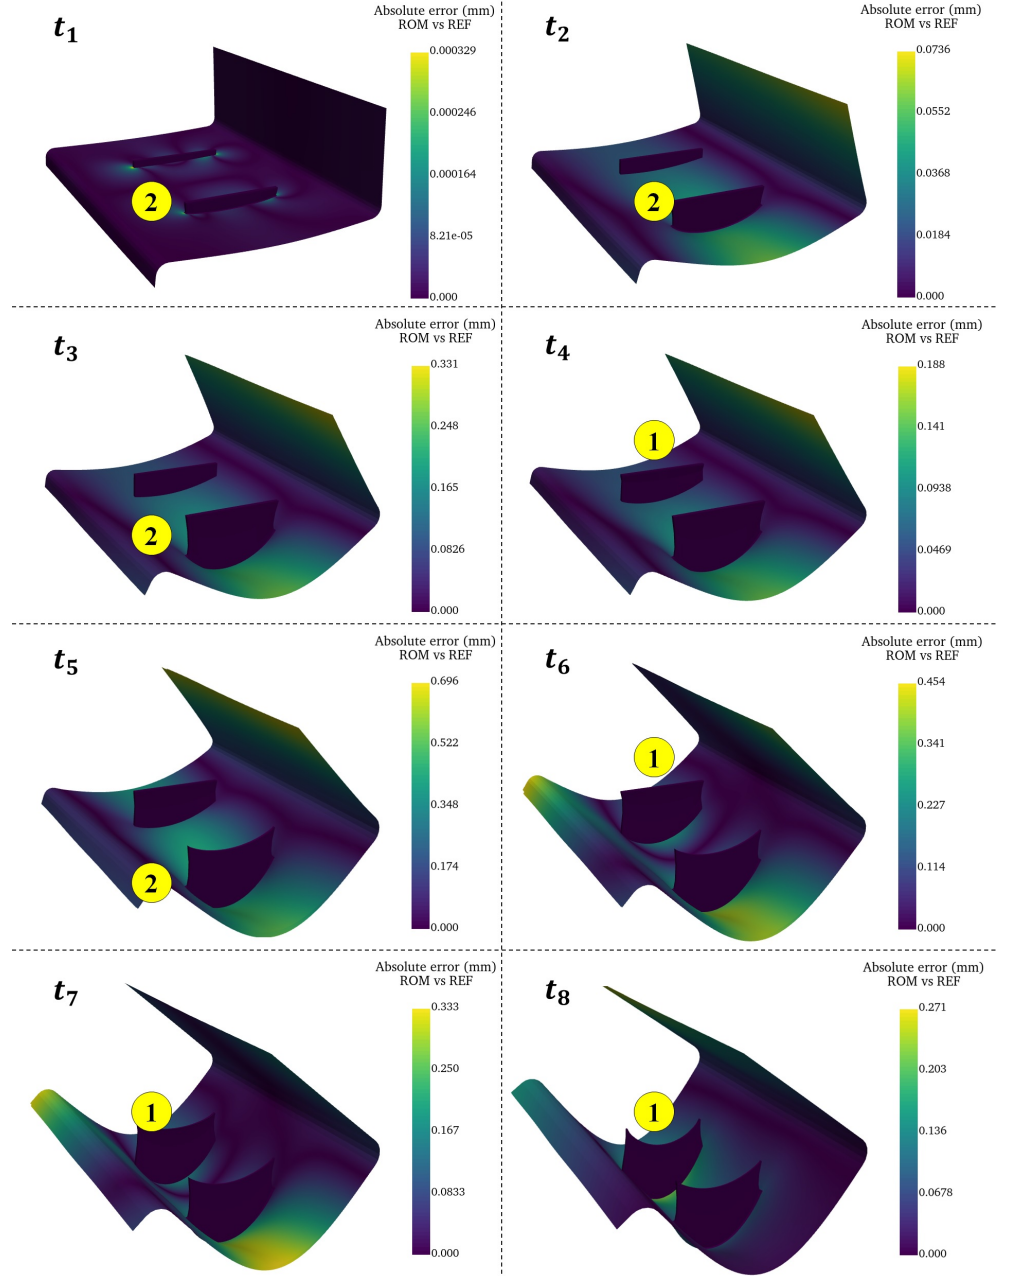 t1
Absolute error (mm)
ROM vs REF
0.000329
0.000246
0.000164
8.21e-05
0.000
2
t2
Absolute error (mm)
ROM vs REF
0.0736
0.0552
0.0368
0.0184
0.000
2
t3
Absolute error (mm)
ROM vs REF
0.331
0.248
0.165
0.0826
0.000
2
t4
Absolute error (mm)
ROM vs REF
0.188
0.141
0.0938
0.0469
0.000
1
t5
Absolute error (mm)
ROM vs REF
0.696
0.522
0.348
0.174
0.000
2
t6
Absolute error (mm)
ROM vs REF
0.454
0.341
0.227
0.114
0.000
1
t7
Absolute error (mm)
ROM vs REF
0.333
0.250
0.167
0.0833
0.000
1
t8
Absolute error (mm)
ROM vs REF
0.271
0.203
0.136
0.0678
0.000
1